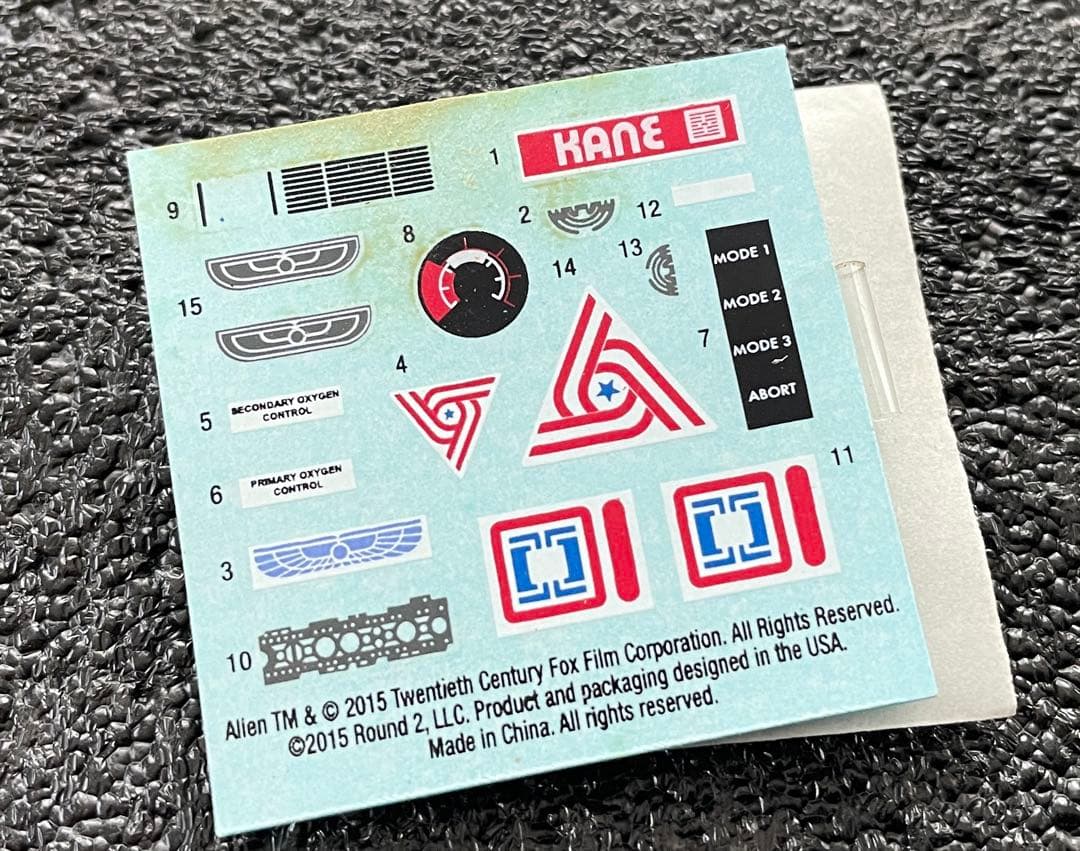 1
KANE
9
2
12
8
13
14
15
7
MODE 1
MODE 2
MODE 3
ABORT
4
5
SECONDARY OXYGEN
CONTROL
6
PRIMARY OXYGEN
CONTROL
11
3
10
Alien TM & © 2015 Twentieth Century Fox Film Corporation. All Rights Reserved.
©2015 Round 2, LLC. Product and packaging designed in the USA.
Made in China. All rights reserved.